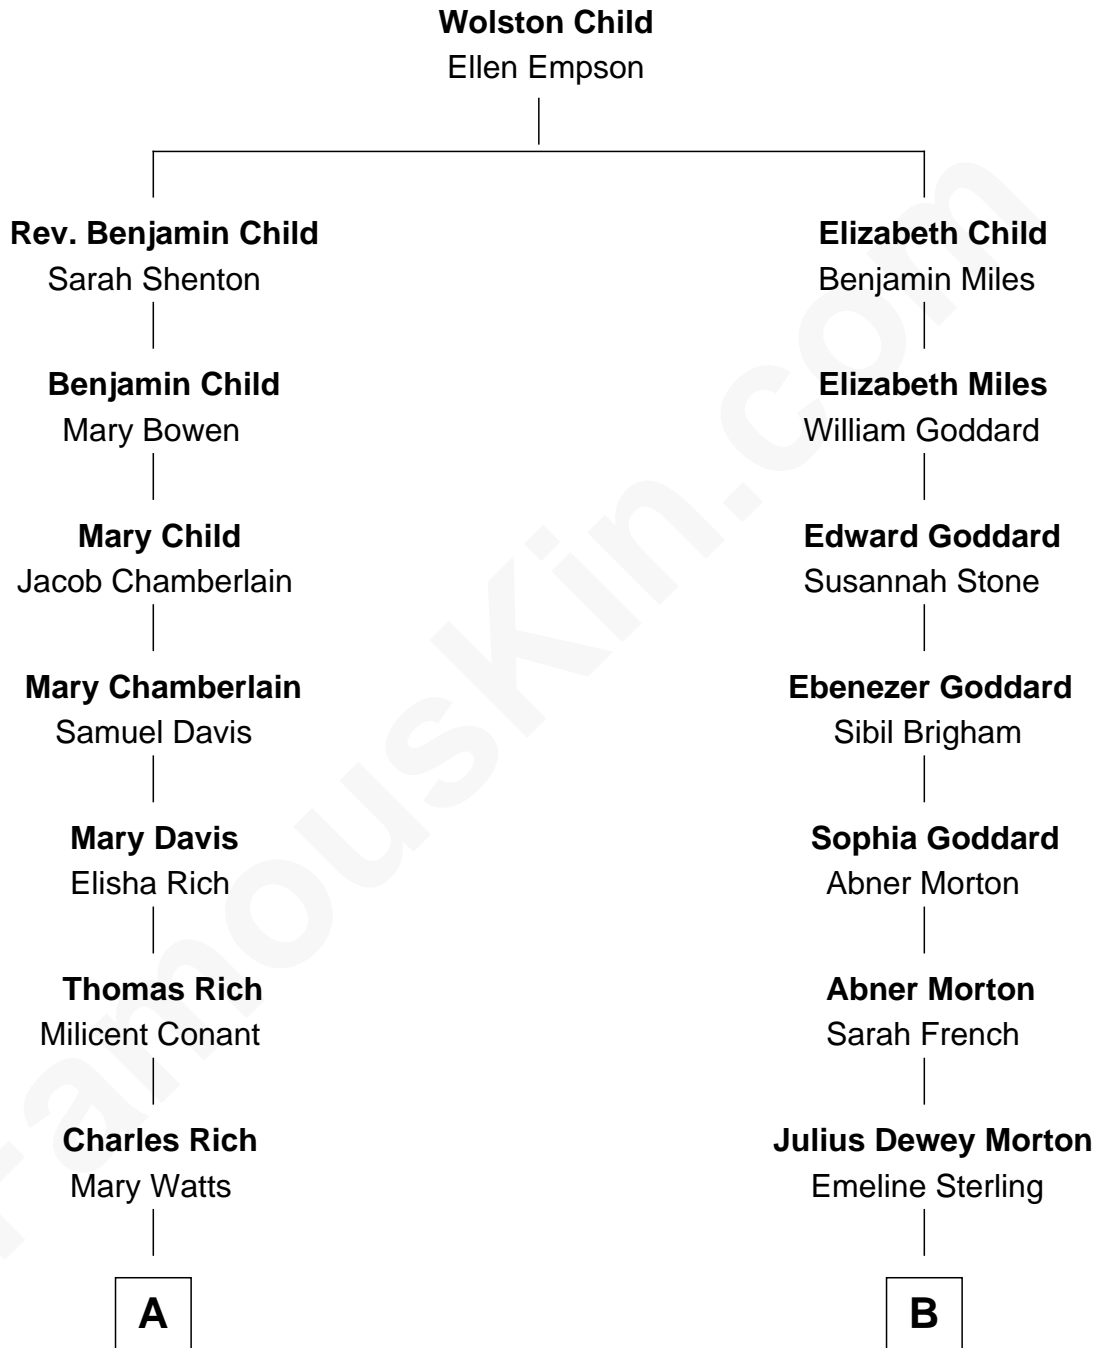 Wolston Child
Ellen Empson
Rev. Benjamin Child
Sarah Shenton
Elizabeth Child
Benjamin Miles
Benjamin Child
Mary Bowen
Elizabeth Miles
William Goddard
Mary Child
Jacob Chamberlain
Edward Goddard
Susannah Stone
Mary Chamberlain
Samuel Davis
Ebenezer Goddard
Sibil Brigham
Mary Davis
Elisha Rich
Sophia Goddard
Abner Morton
Thomas Rich
Milicent Conant
Abner Morton
Sarah French
Charles Rich
Mary Watts
Julius Dewey Morton
Emeline Sterling
A
B
FamousKin.com